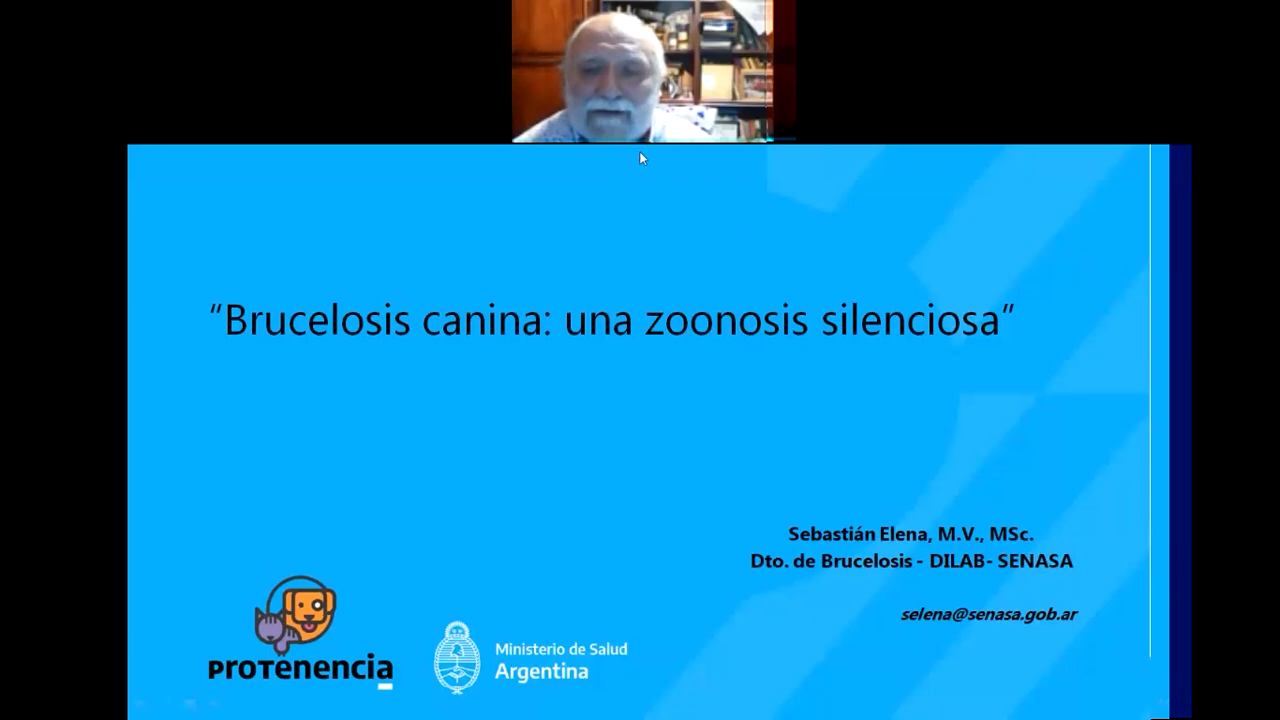 “Brucelosis canina: una zoonosis silenciosa”
Sebastián Elena, M.V., MSc.
Dto. de Brucelosis - DILAB- SENASA
selena@senasa.gob.ar
PROTENENCIA
Ministerio de Salud
Argentina